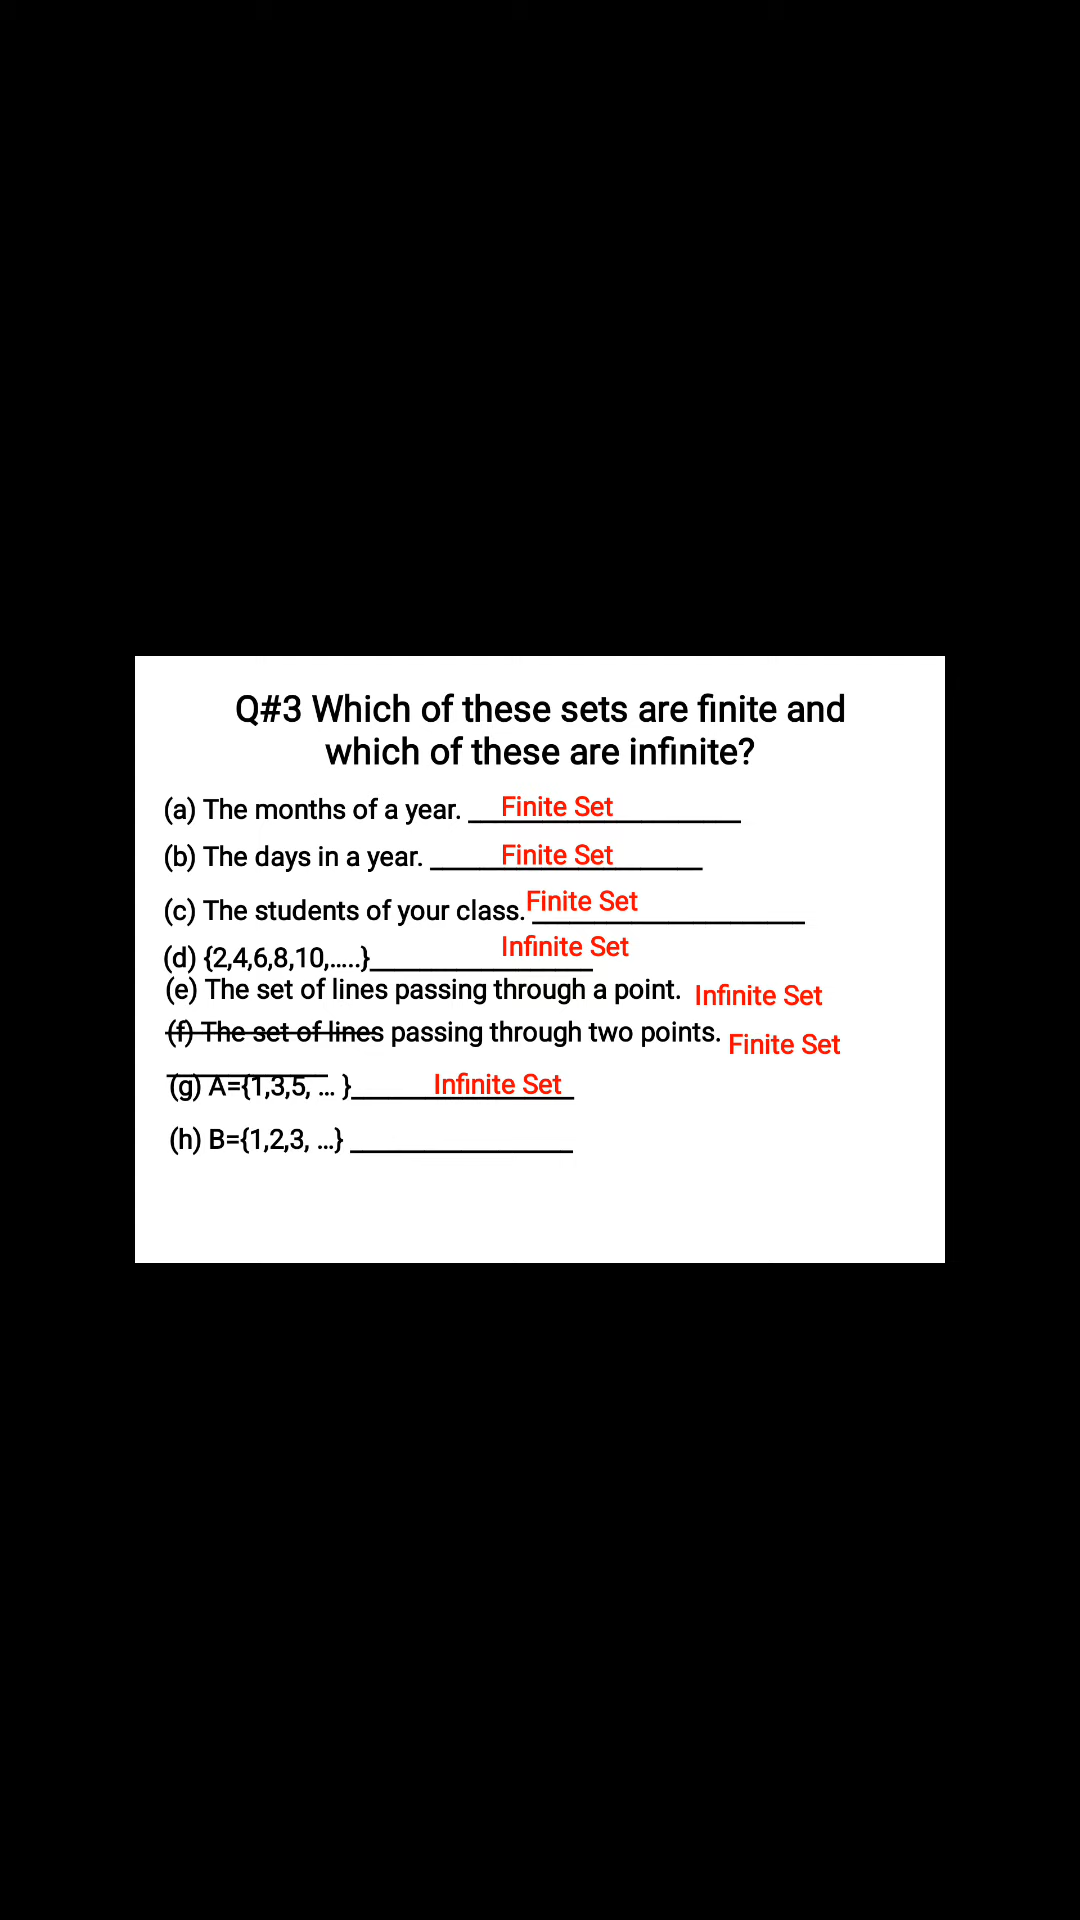 Q#3 Which of these sets are finite and
which of these are infinite?
(a) The months of a year. Finite Set
(b) The days in a year. Finite Set
(c) The students of your class. Finite Set
(d) {2,4,6,8,10,.....} Infinite Set
(e) The set of lines passing through a point. Infinite Set
(f) The set of lines passing through two points. Finite Set
(g) A={1,3,5, ... } Infinite Set
(h) B={1,2,3, ...}